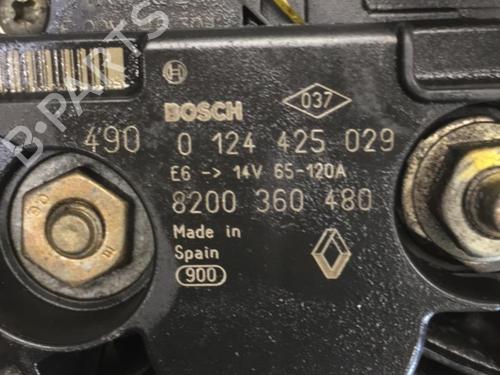 037
BOSCH
490 0 124 425 029
E6 -> 14V 65-120A
8200 360 480
Made in
Spain
900
B-PARTS